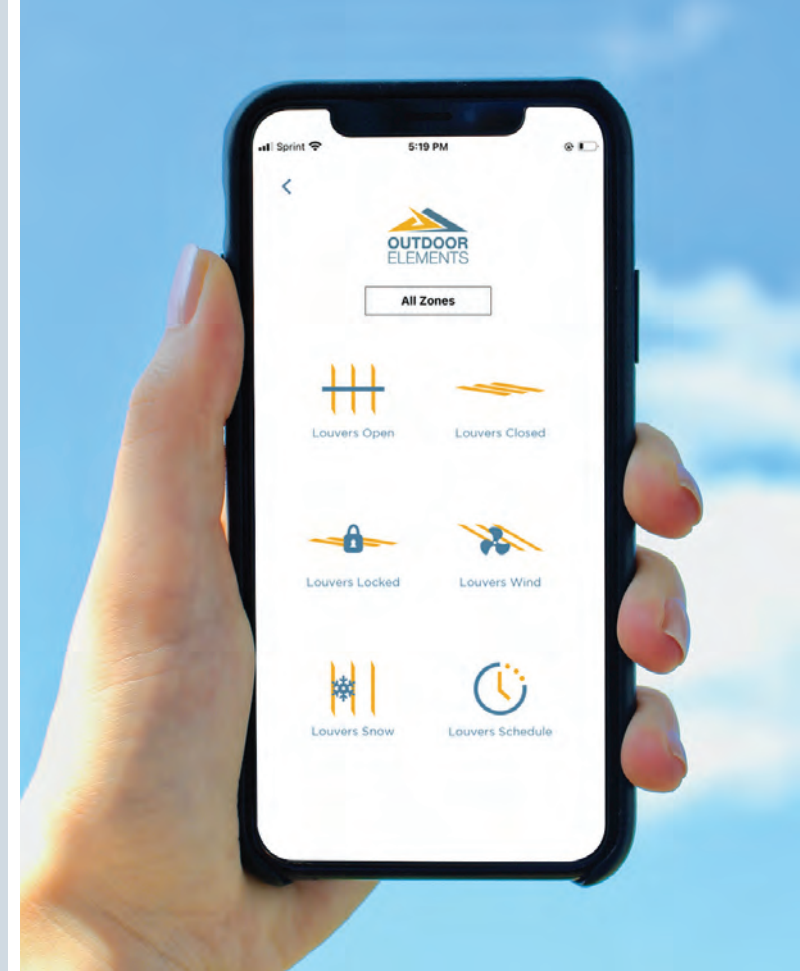 Sprint 5:19 PM
OUTDOOR
ELEMENTS
All Zones
Louvers Open Louvers Closed
Louvers Locked Louvers Wind
Louvers Snow Louvers Schedule